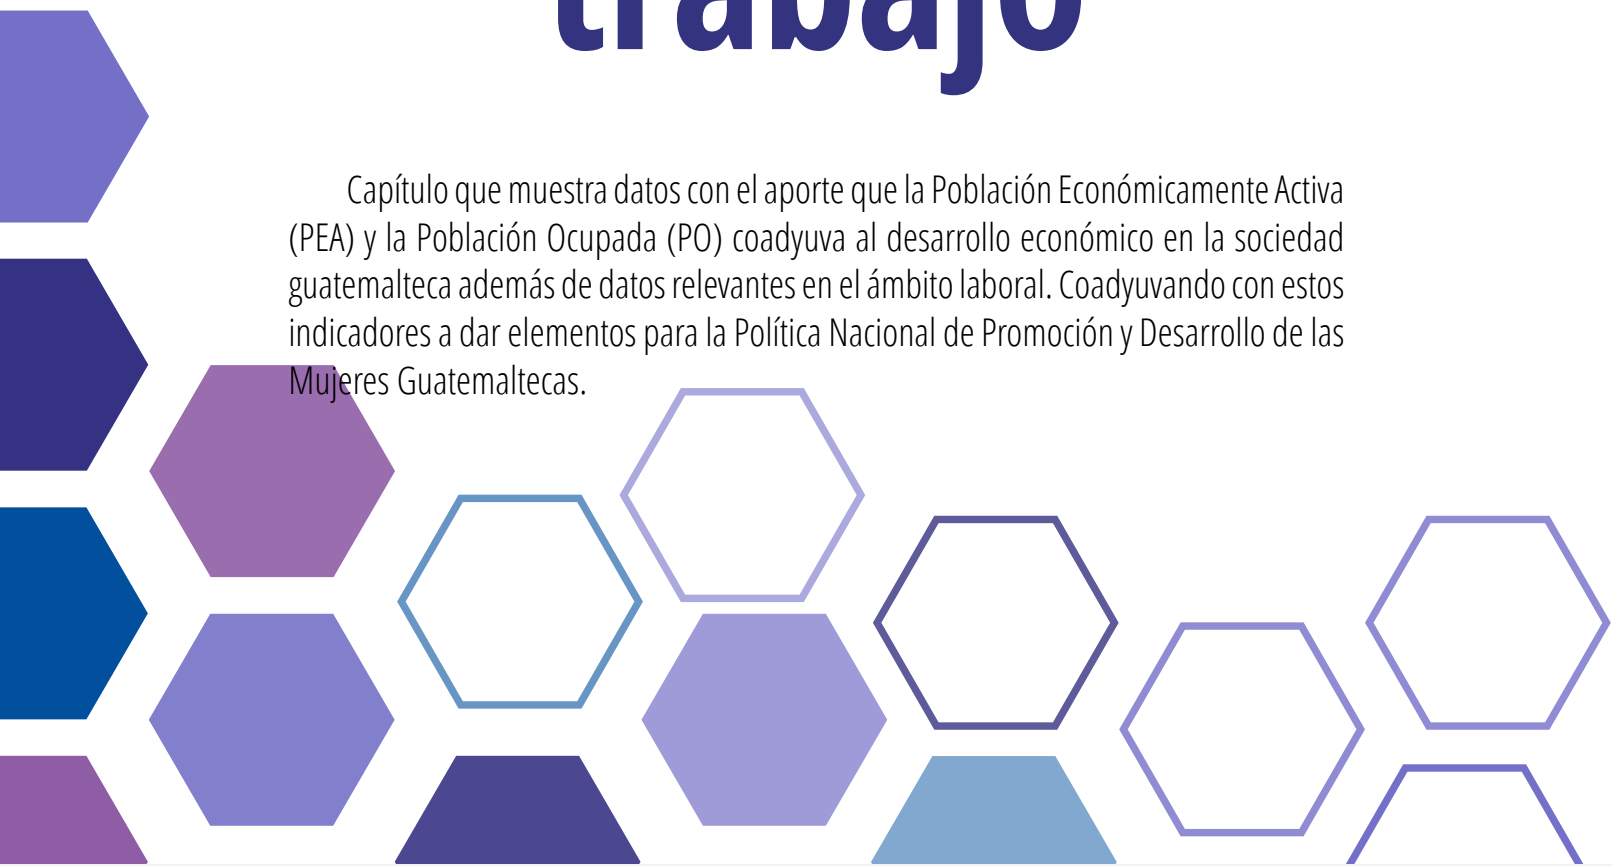 trabajo
Capítulo que muestra datos con el aporte que la Población Económicamente Activa
(PEA) y la Población Ocupada (PO) coadyuva al desarrollo económico en la sociedad
guatemalteca además de datos relevantes en el ámbito laboral. Coadyuvando con estos
indicadores a dar elementos para la Política Nacional de Promoción y Desarrollo de las
Mujeres Guatemaltecas.